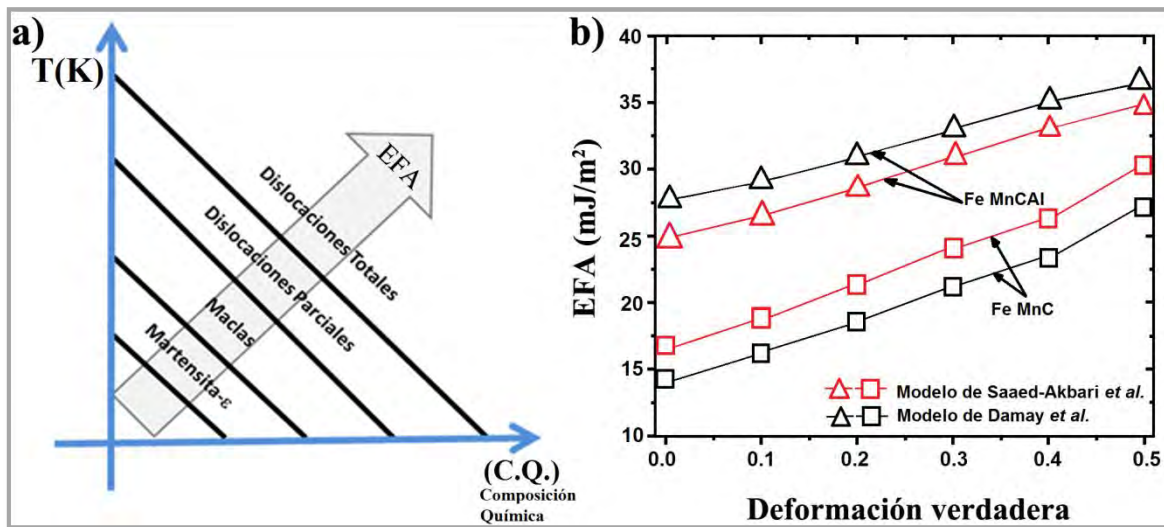 a)
T(K)
EFA
Dislocaciones Totales
Dislocaciones Parciales
Maclas
Martensita-ε
(C.Q.)
Composición
Química
b)
EFA (mJ/m²)
40
35
30
25
20
15
10
Fe MnCAl
Fe MnC
Modelo de Saaed-Akbari et al.
Modelo de Damay et al.
0.0 0.1 0.2 0.3 0.4 0.5
Deformación verdadera